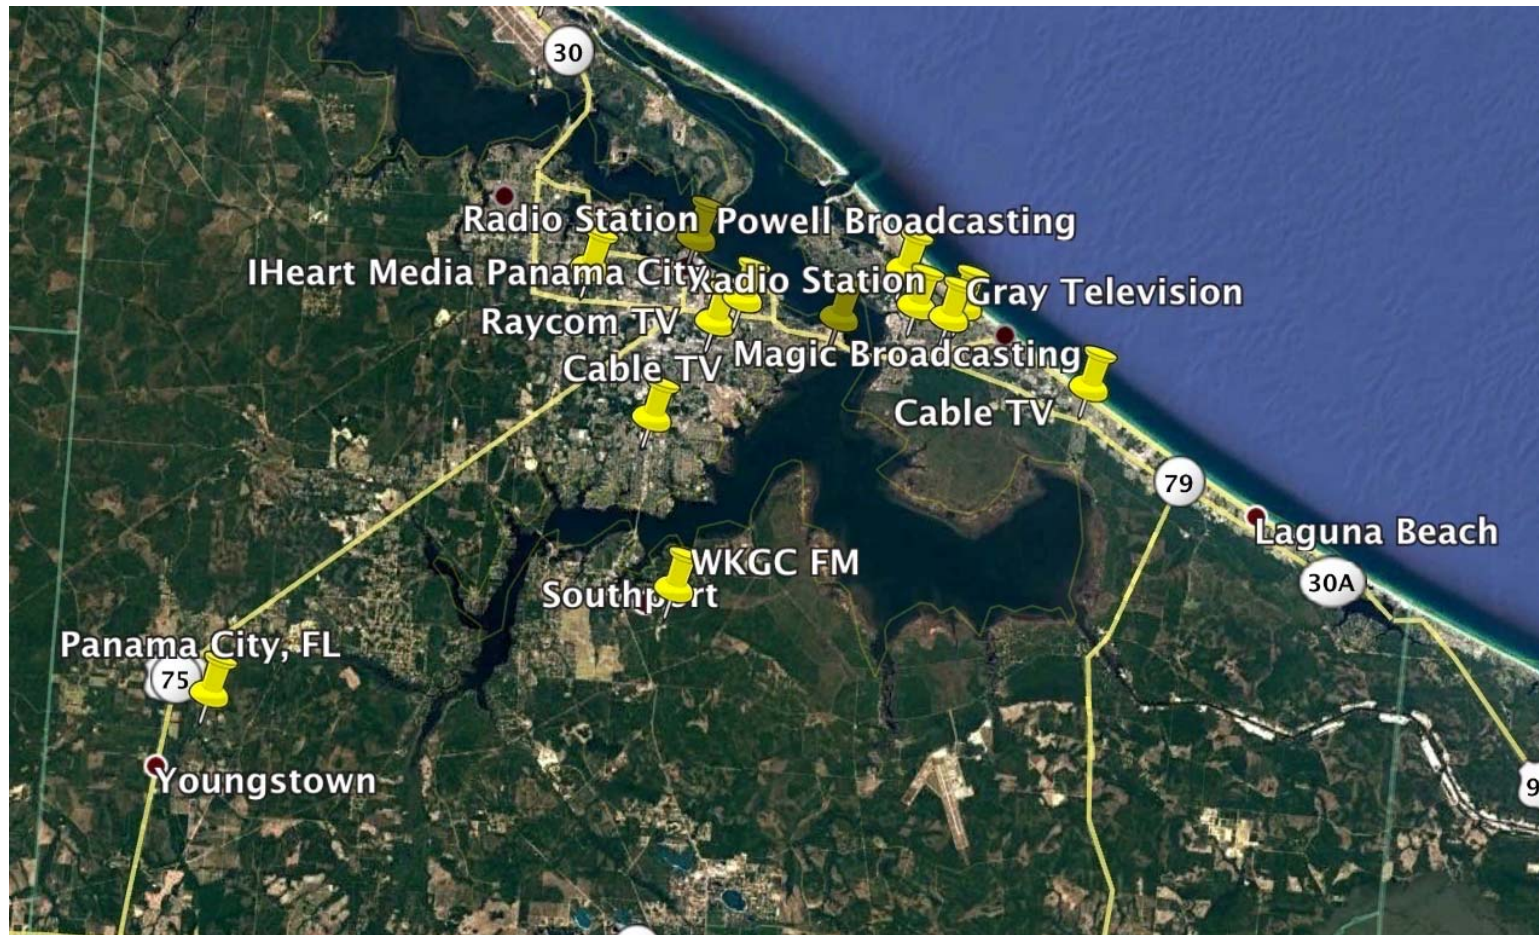 30
Radio Station
Powell Broadcasting
IHeart Media Panama City
Radio Station
Gray Television
Raycom TV
Magic Broadcasting
Cable TV
Cable TV
79
Laguna Beach
WKGC FM
30A
Southport
Panama City, FL
75
Youngstown
9